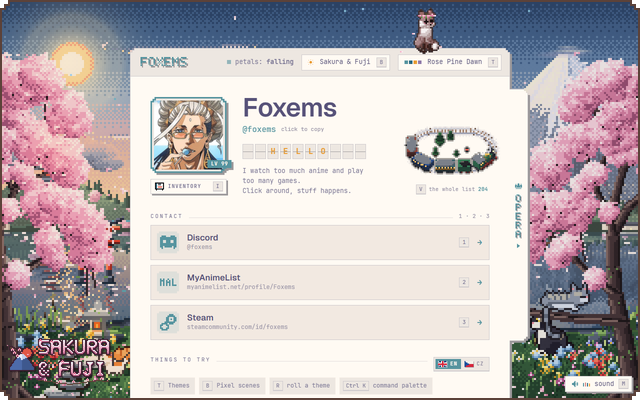 FOXEMS
petals: falling
Sakura & Fuji B
Rose Pine Dawn T
Foxems
@foxems click to copy
HELLO
LV 99
INVENTORY I
I watch too much anime and play
too many games.
Click around, stuff happens.
V the whole list 204
OPERA
CONTACT
1 - 2 - 3
Discord
@foxems
1
MAL
MyAnimeList
myanimelist.net/profile/Foxems
2
Steam
steamcommunity.com/id/foxems
3
THINGS TO TRY
EN CZ
T Themes
B Pixel scenes
R roll a theme
Ctrl K command palette
SAKURA
& FUJI
sound M